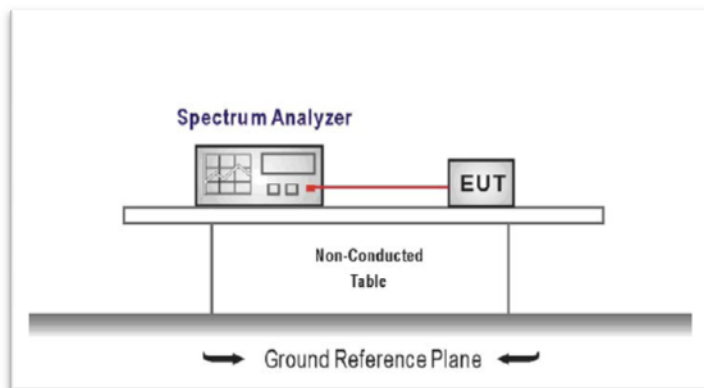 Spectrum Analyzer
EUT
Non-Conducted
Table
Ground Reference Plane